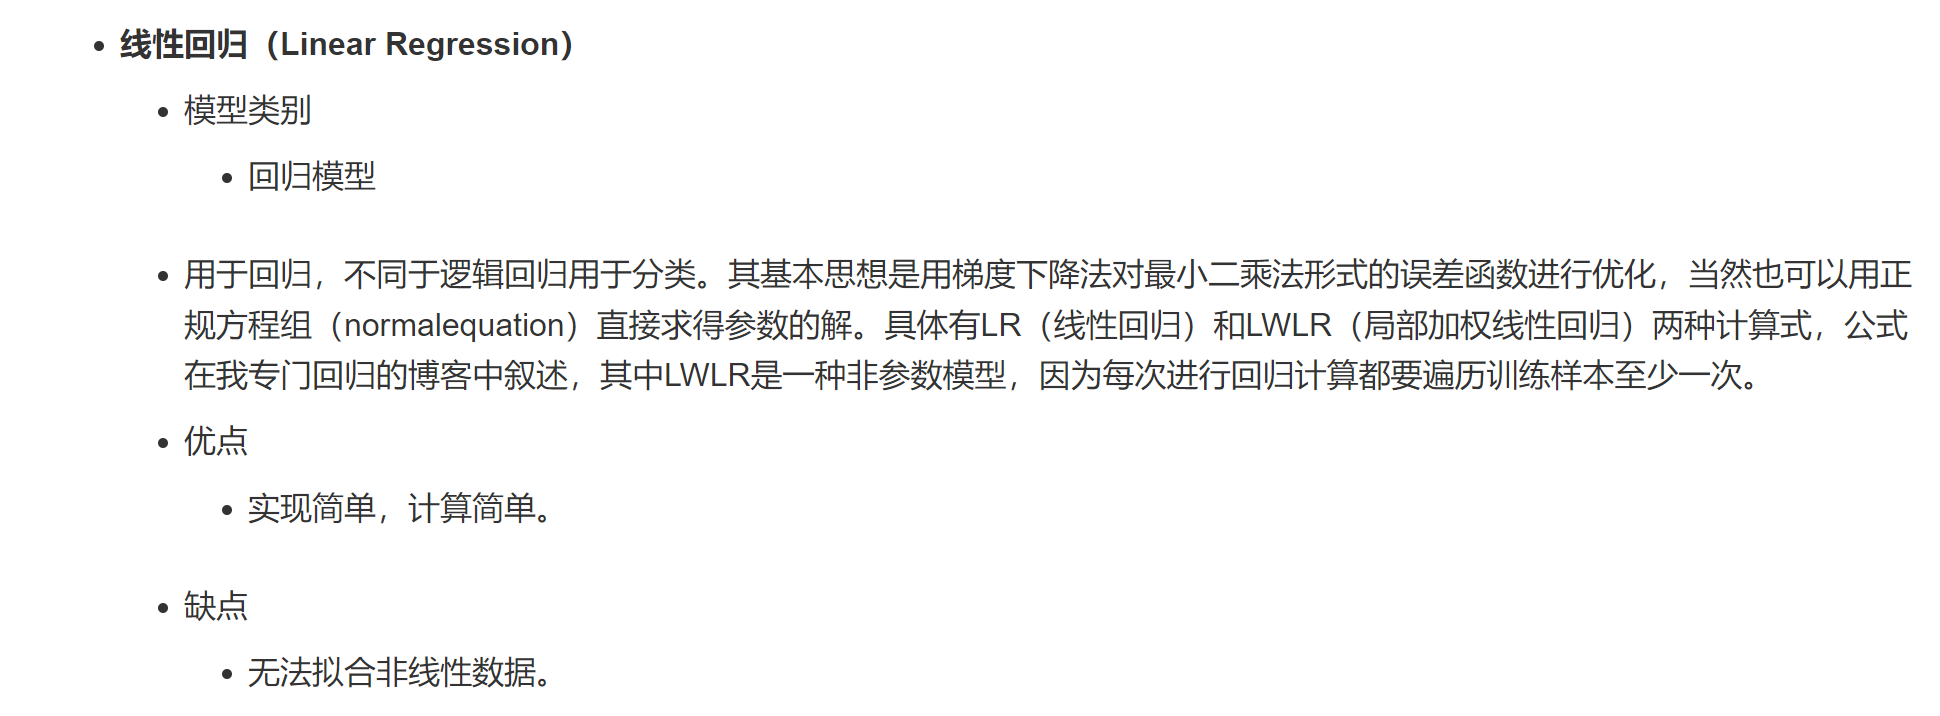 线性回归（Linear Regression）
模型类别
回归模型
用于回归，不同于逻辑回归用于分类。其基本思想是用梯度下降法对最小二乘法形式的误差函数进行优化，当然也可以用正
规方程组（normalequation）直接求得参数的解。具体有LR（线性回归）和LWLR（局部加权线性回归）两种计算式，公式
在我专门回归的博客中叙述，其中LWLR是一种非参数模型，因为每次进行回归计算都要遍历训练样本至少一次。
优点
实现简单，计算简单。
缺点
无法拟合非线性数据。